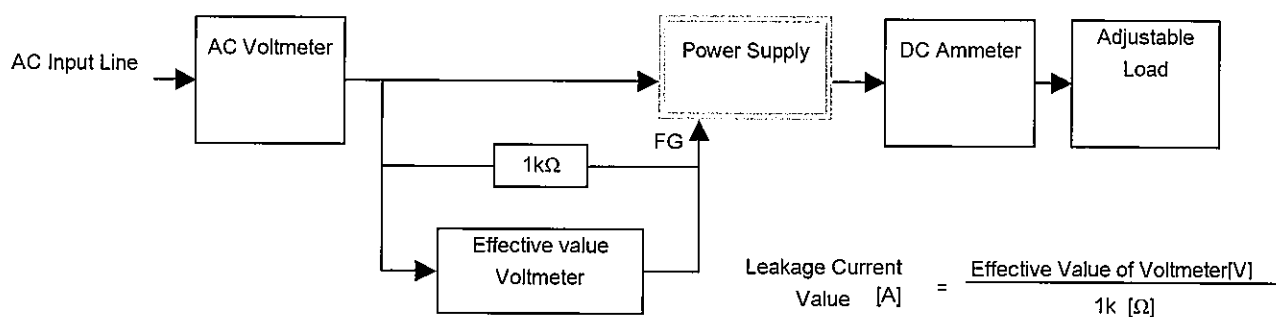 AC Input Line
AC Voltmeter
Power Supply
DC Ammeter
Adjustable
Load
FG
1kΩ
Effective value
Voltmeter
Leakage Current
Value [A]
=
Effective Value of Voltmeter[V]
1k [Ω]